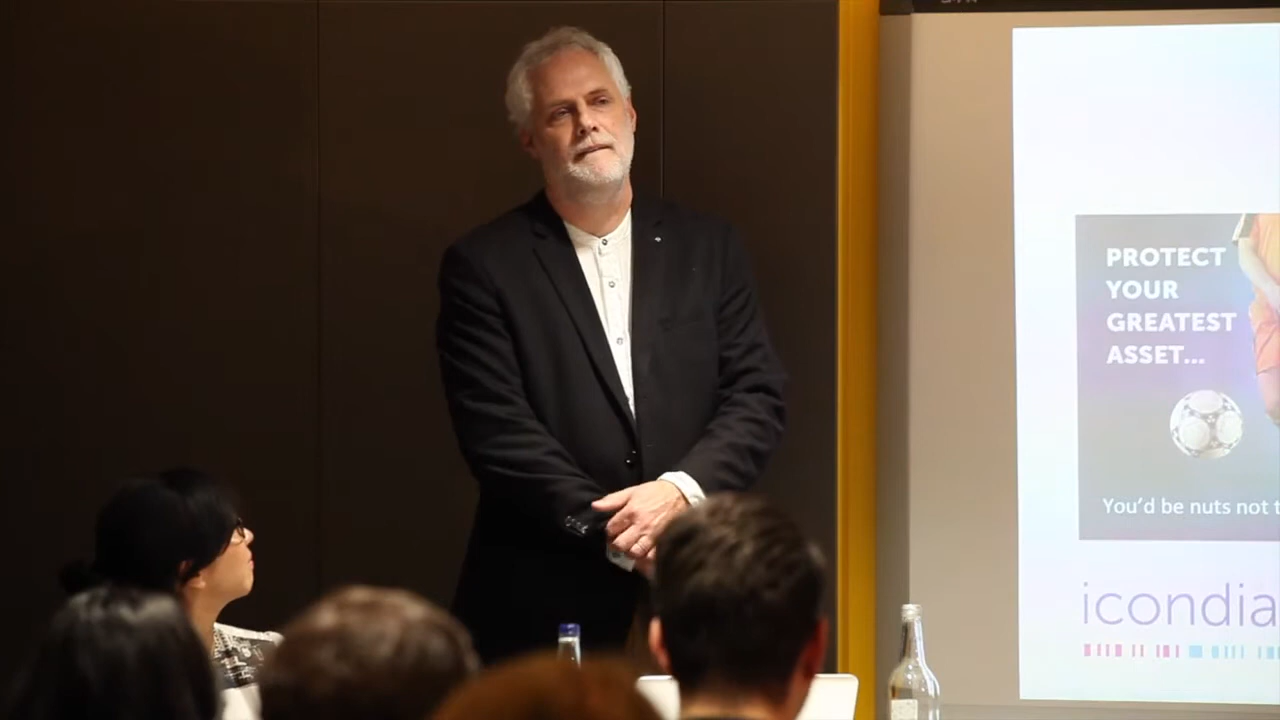 PROTECT
YOUR
GREATEST
ASSET...
You'd be nuts not t
icondia